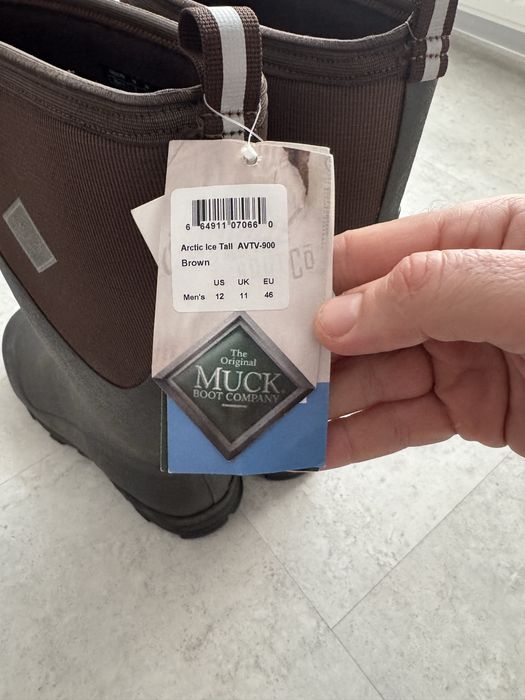 6 64911 07066 0
Arctic Ice Tall AVTV-900
Brown
US UK EU
Men's 12 11 46
The
Original
MUCK®
BOOT COMPANY